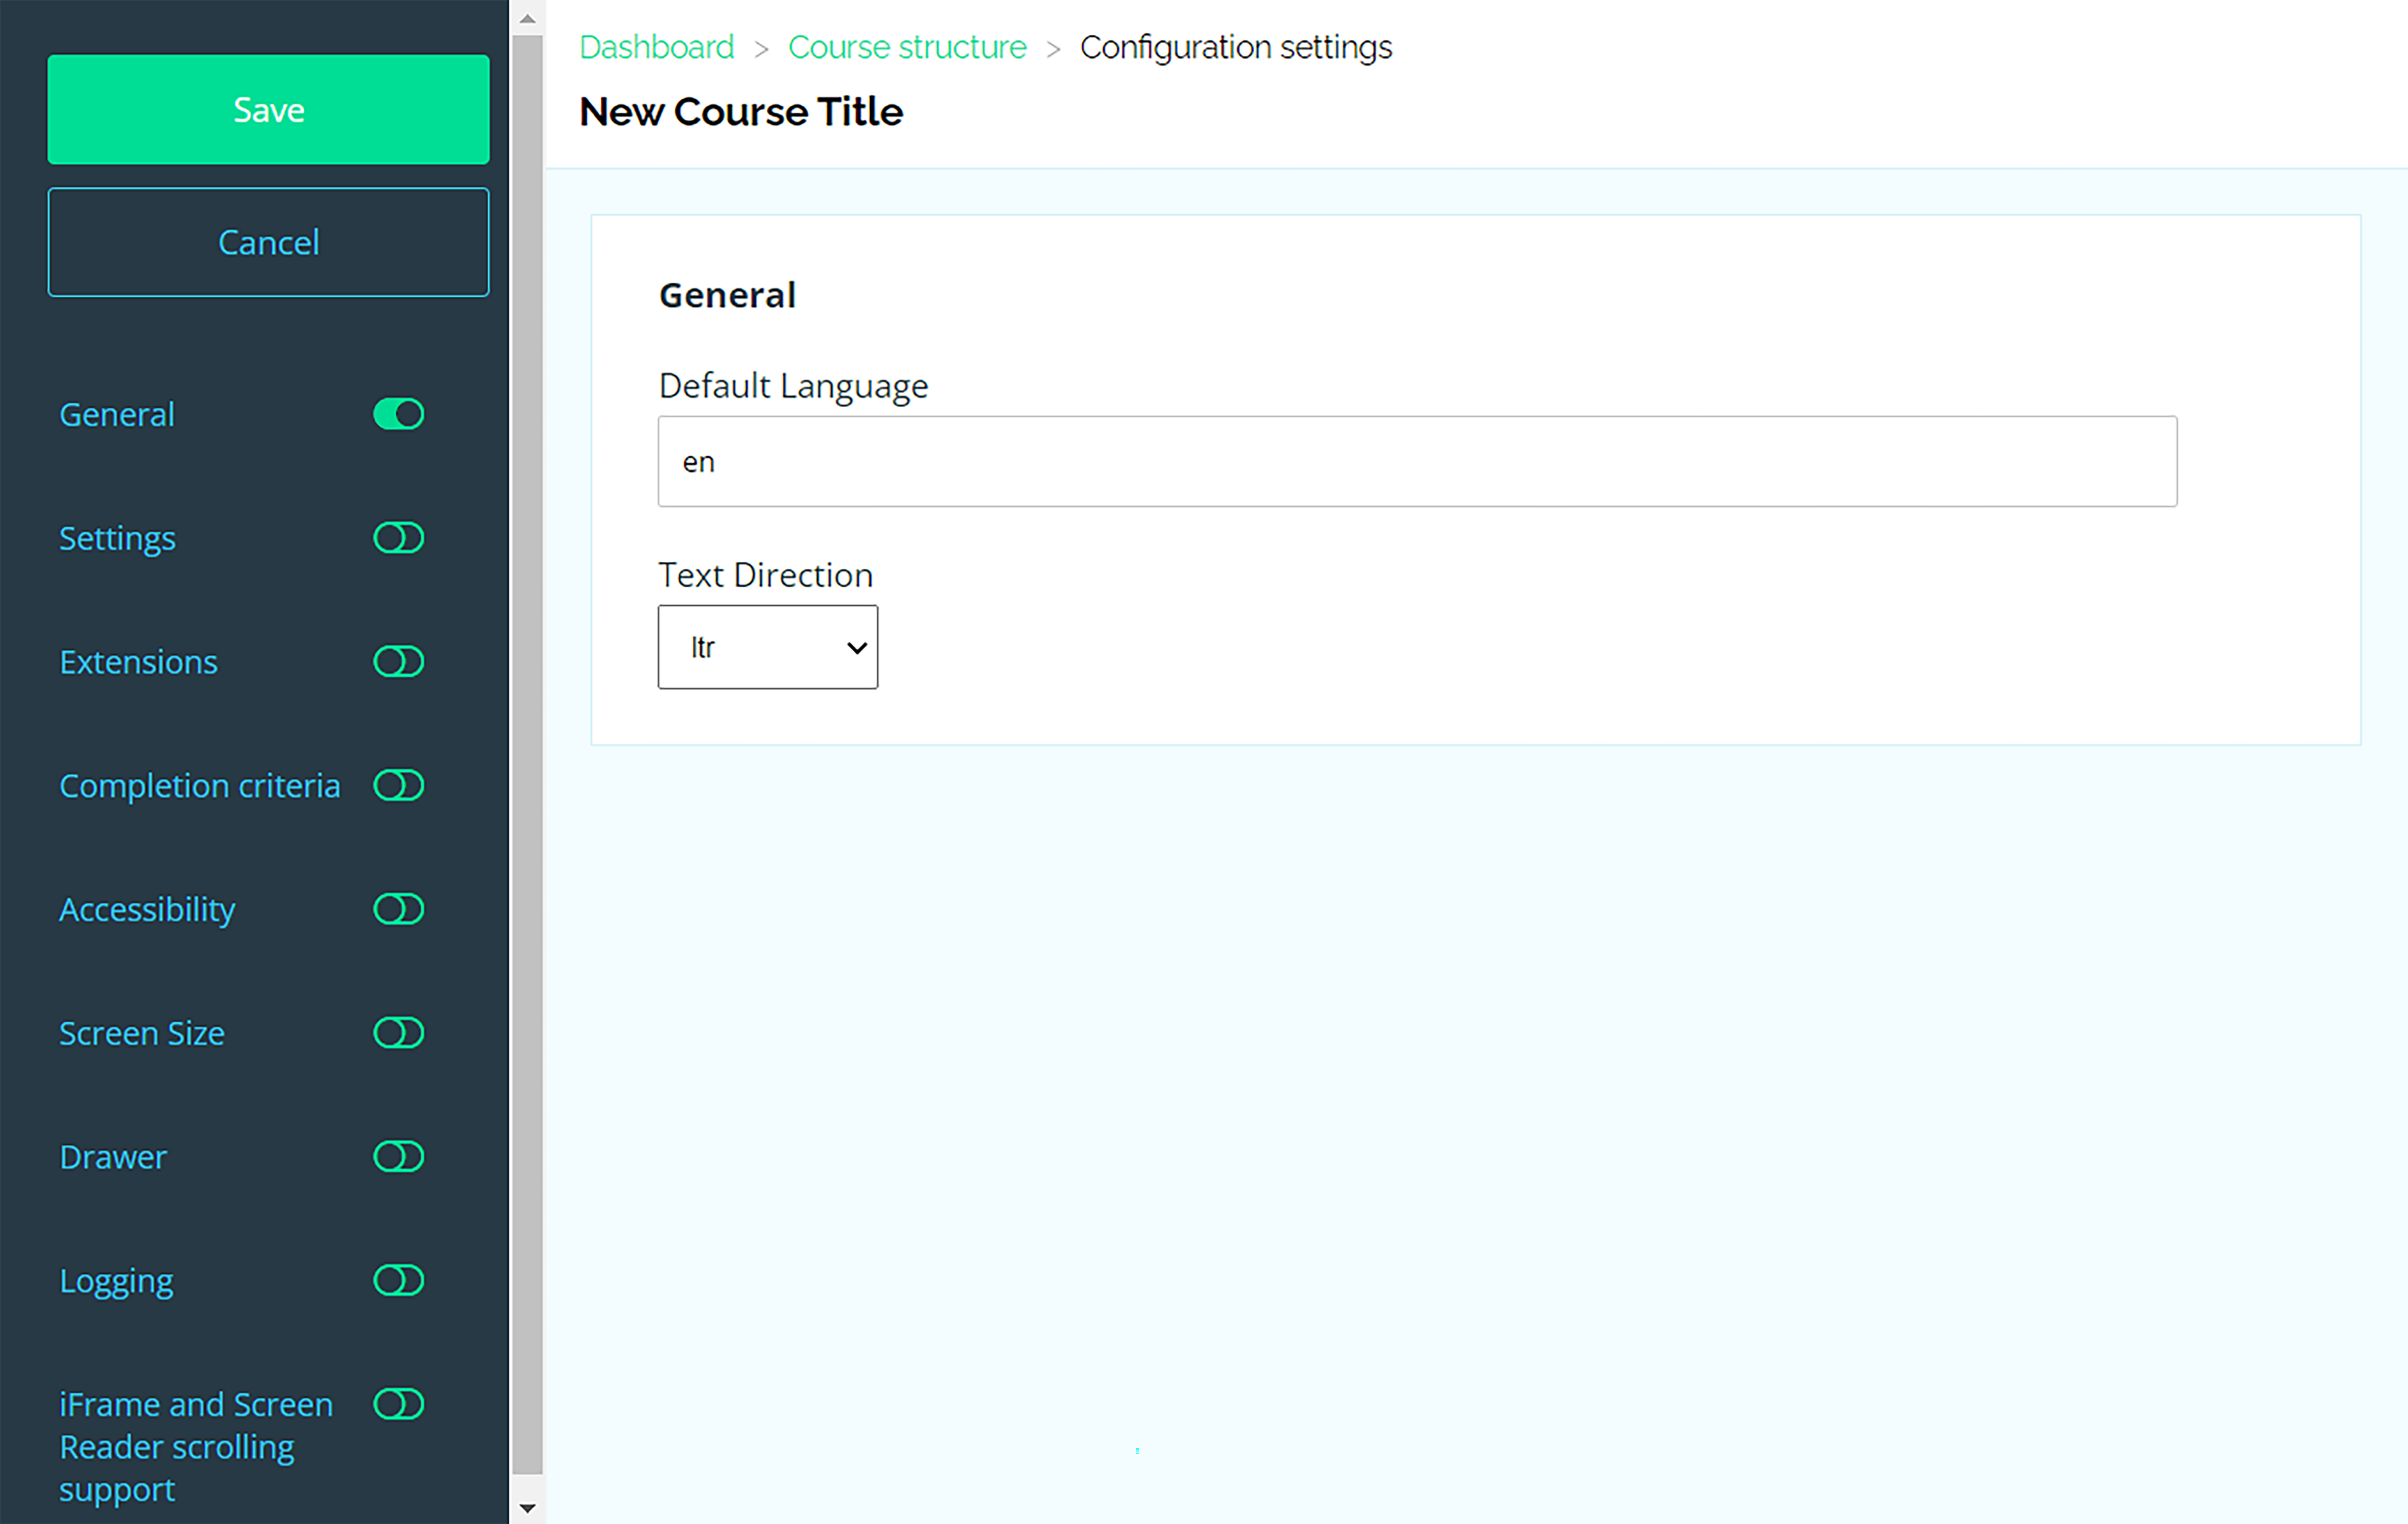 Save
Cancel
General
Settings
Extensions
Completion criteria
Accessibility
Screen Size
Drawer
Logging
iFrame and Screen
Reader scrolling
support
Dashboard > Course structure > Configuration settings
New Course Title
General
Default Language
en
Text Direction
ltr